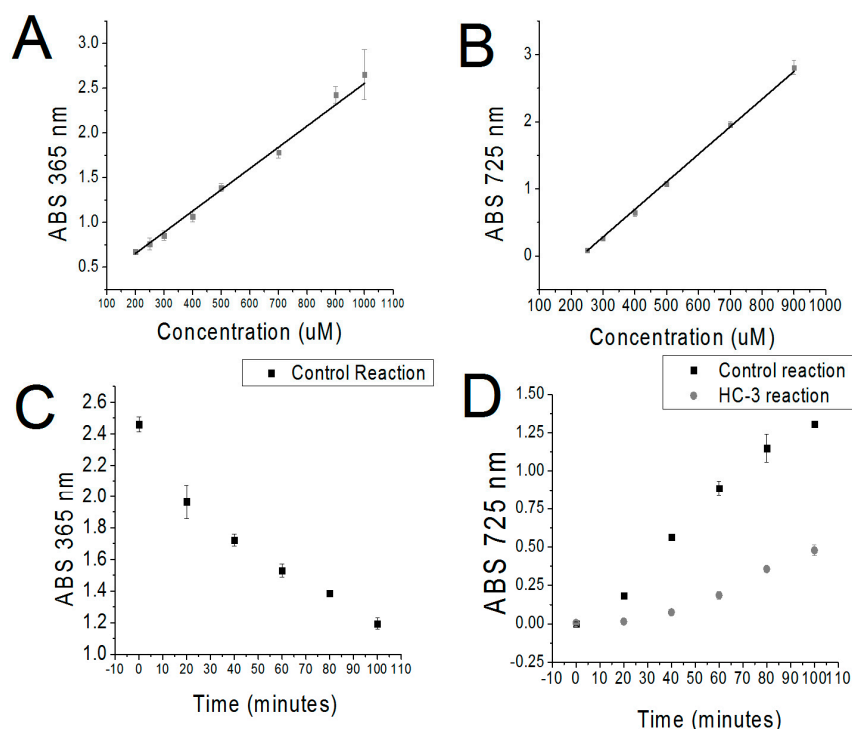 A
ABS 365 nm
3.0
2.5
2.0
1.5
1.0
0.5
100 200 300 400 500 600 700 800 900 1000 1100
Concentration (uM)
B
ABS 725 nm
3
2
1
0
100 200 300 400 500 600 700 800 900 1000
Concentration (uM)
C
Control Reaction
ABS 365 nm
2.6
2.4
2.2
2.0
1.8
1.6
1.4
1.2
1.0
-10 0 10 20 30 40 50 60 70 80 90 100 110
Time (minutes)
D
Control reaction
HC-3 reaction
ABS 725 nm
1.50
1.25
1.00
0.75
0.50
0.25
0.00
-0.25
-10 0 10 20 30 40 50 60 70 80 90 100 110
Time (minutes)